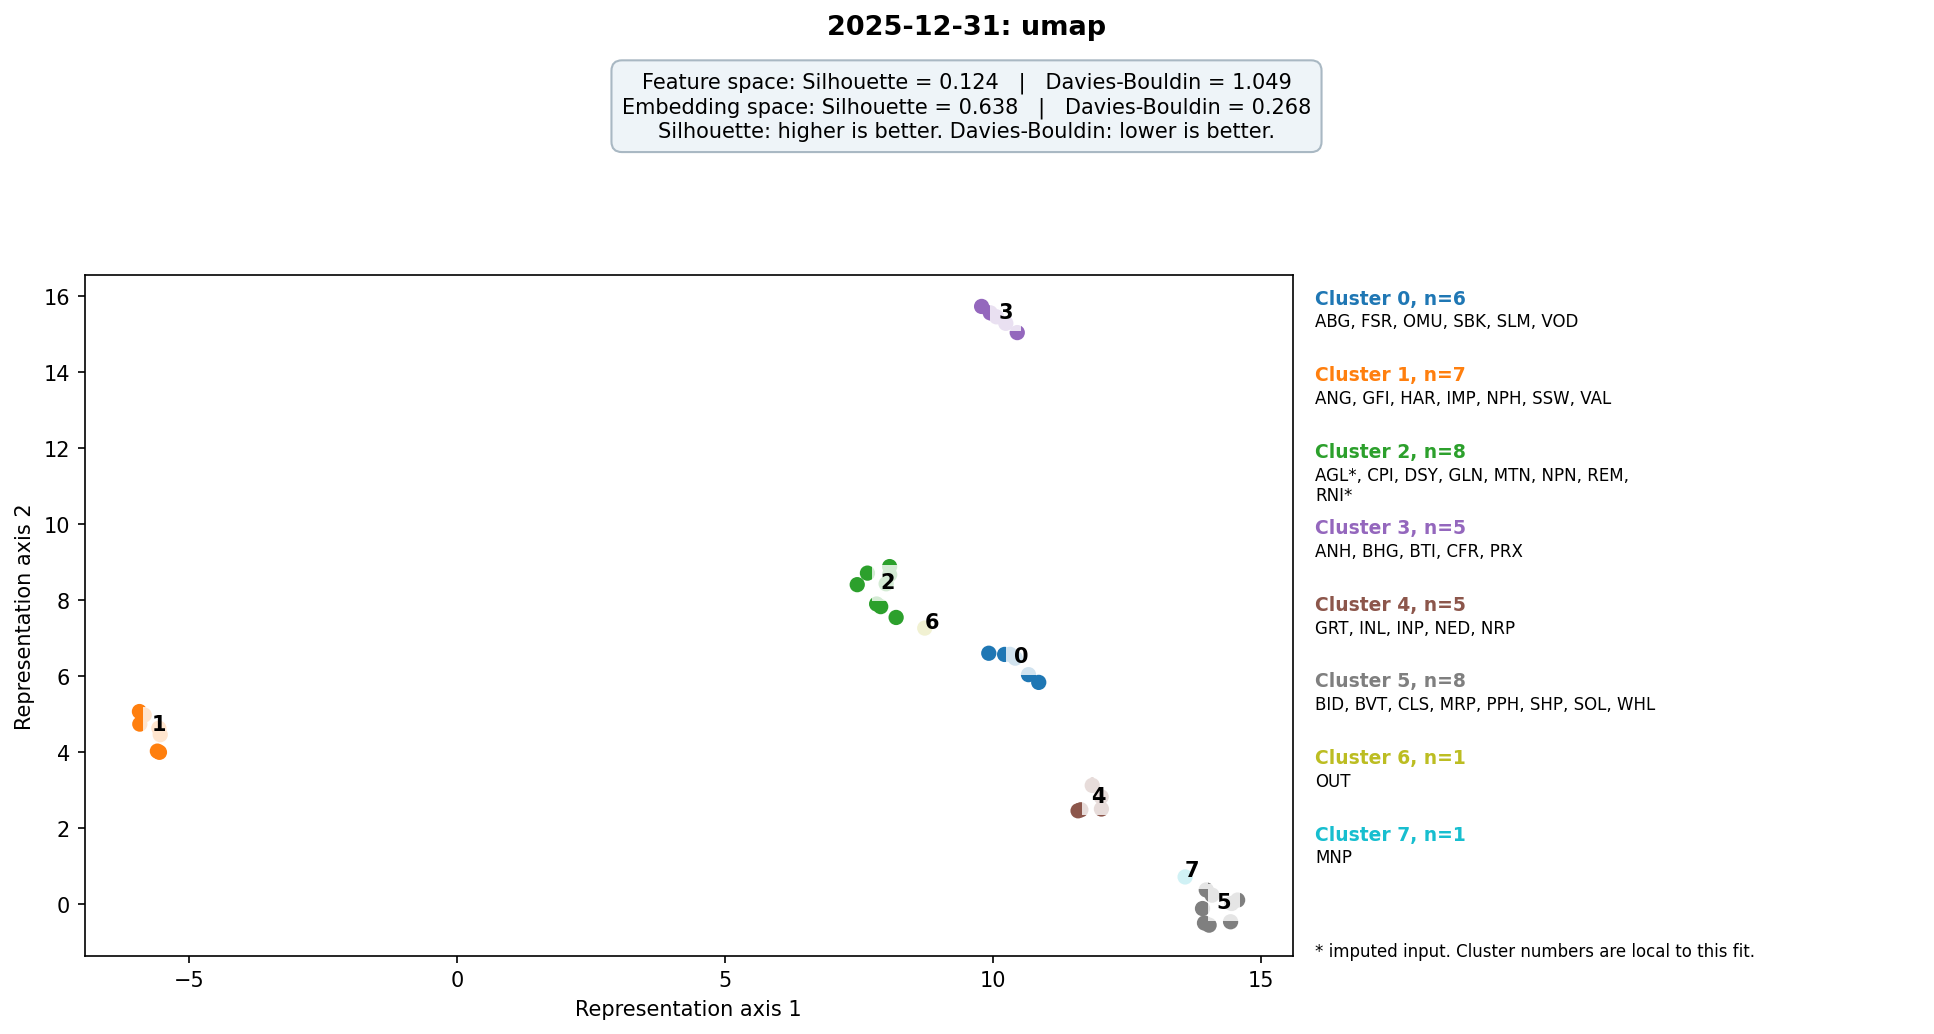 2025-12-31: umap
Feature space: Silhouette = 0.124 | Davies-Bouldin = 1.049
Embedding space: Silhouette = 0.638 | Davies-Bouldin = 0.268
Silhouette: higher is better. Davies-Bouldin: lower is better.
16
14
12
10
8
6
4
2
0
Representation axis 2
3
2
6
0
1
4
7
5
−5
0
5
10
15
Representation axis 1
Cluster 0, n=6
ABG, FSR, OMU, SBK, SLM, VOD
Cluster 1, n=7
ANG, GFI, HAR, IMP, NPH, SSW, VAL
Cluster 2, n=8
AGL*, CPI, DSY, GLN, MTN, NPN, REM,
RNI*
Cluster 3, n=5
ANH, BHG, BTI, CFR, PRX
Cluster 4, n=5
GRT, INL, INP, NED, NRP
Cluster 5, n=8
BID, BVT, CLS, MRP, PPH, SHP, SOL, WHL
Cluster 6, n=1
OUT
Cluster 7, n=1
MNP
* imputed input. Cluster numbers are local to this fit.